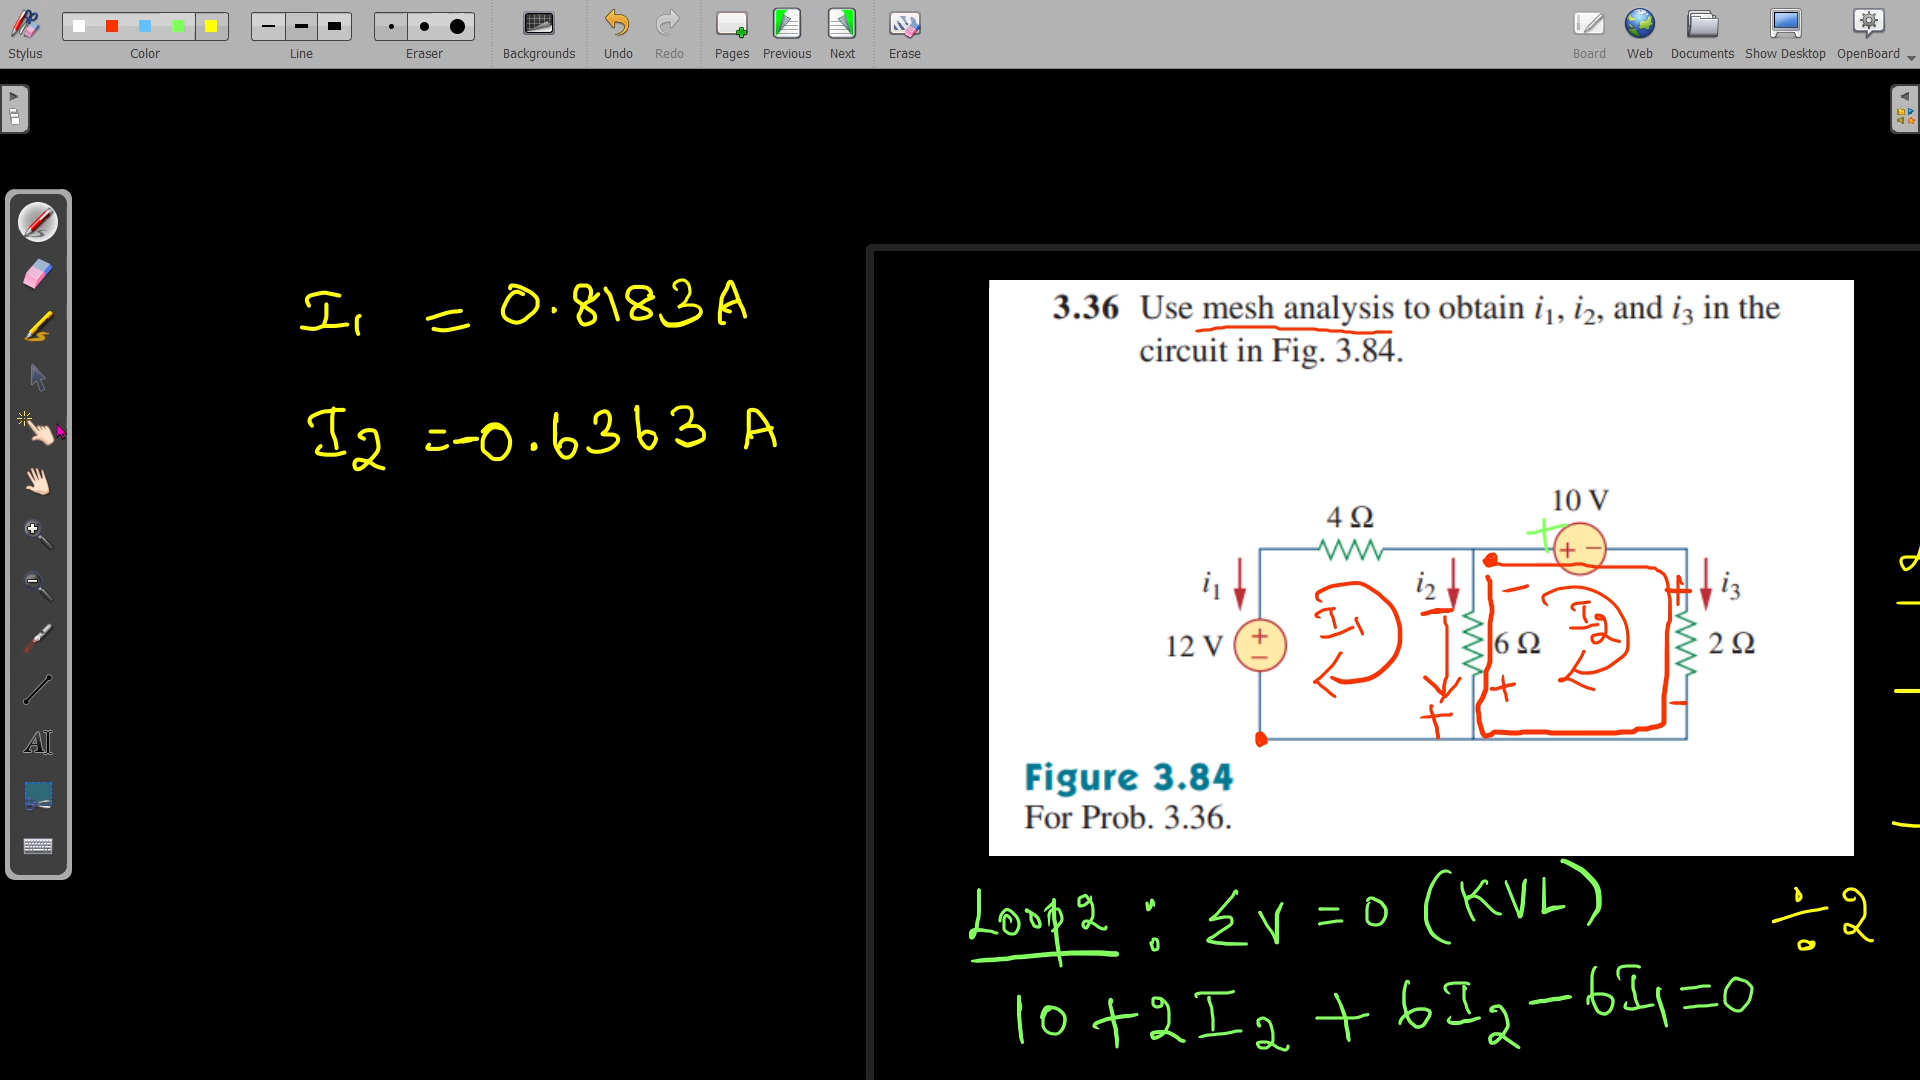 Stylus
Color
Line
Eraser
Backgrounds
Undo
Redo
Pages
Previous
Next
Erase
Board
Web
Documents
Show Desktop
OpenBoard
I₁ = 0.8183 A
I₂ = -0.6363 A
3.36 Use mesh analysis to obtain i₁, i₂, and i₃ in the
circuit in Fig. 3.84.
10 V
4 Ω
+
+ −
i₁
i₂
− +
i₃
I₁
I₂
12 V
+
−
6 Ω
2 Ω
+
+
−
Figure 3.84
For Prob. 3.36.
Loop 2 : Σv = 0 (KVL)
÷ 2
10 + 2I₂ + 6I₂ − 6I₁ = 0
AI